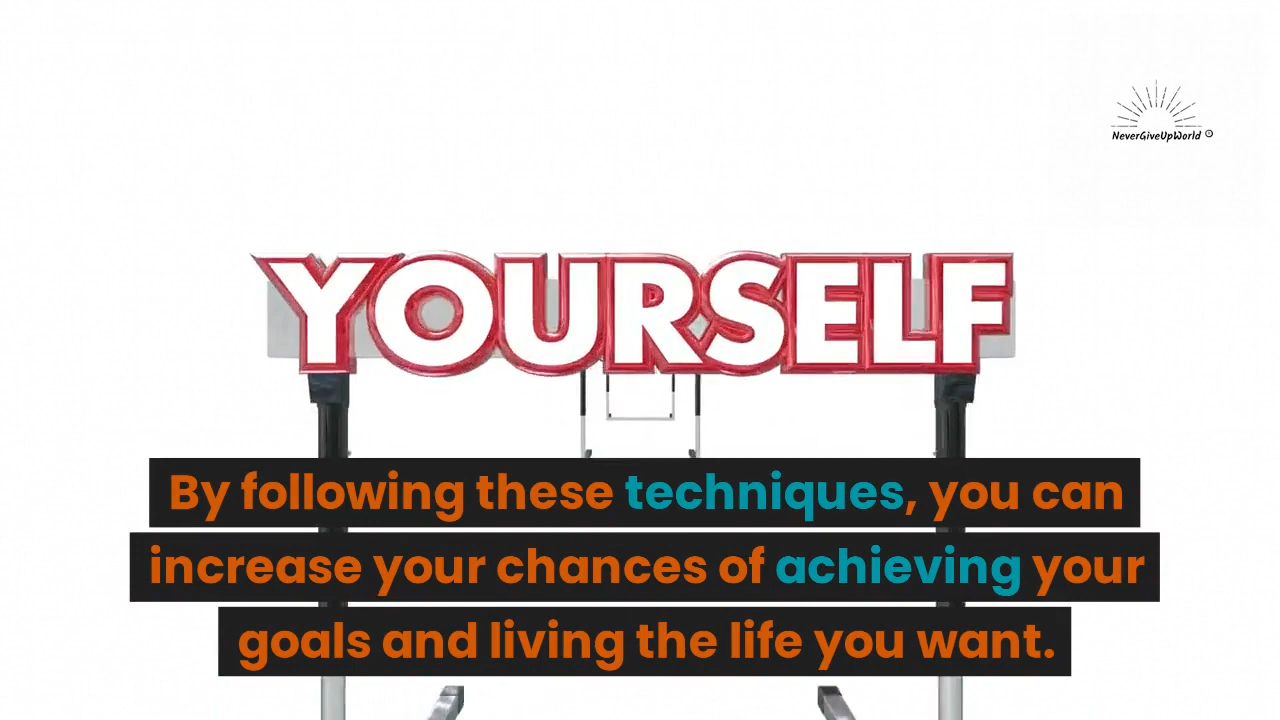 NeverGiveUpWorld
YOURSELF
By following these techniques, you can
increase your chances of achieving your
goals and living the life you want.